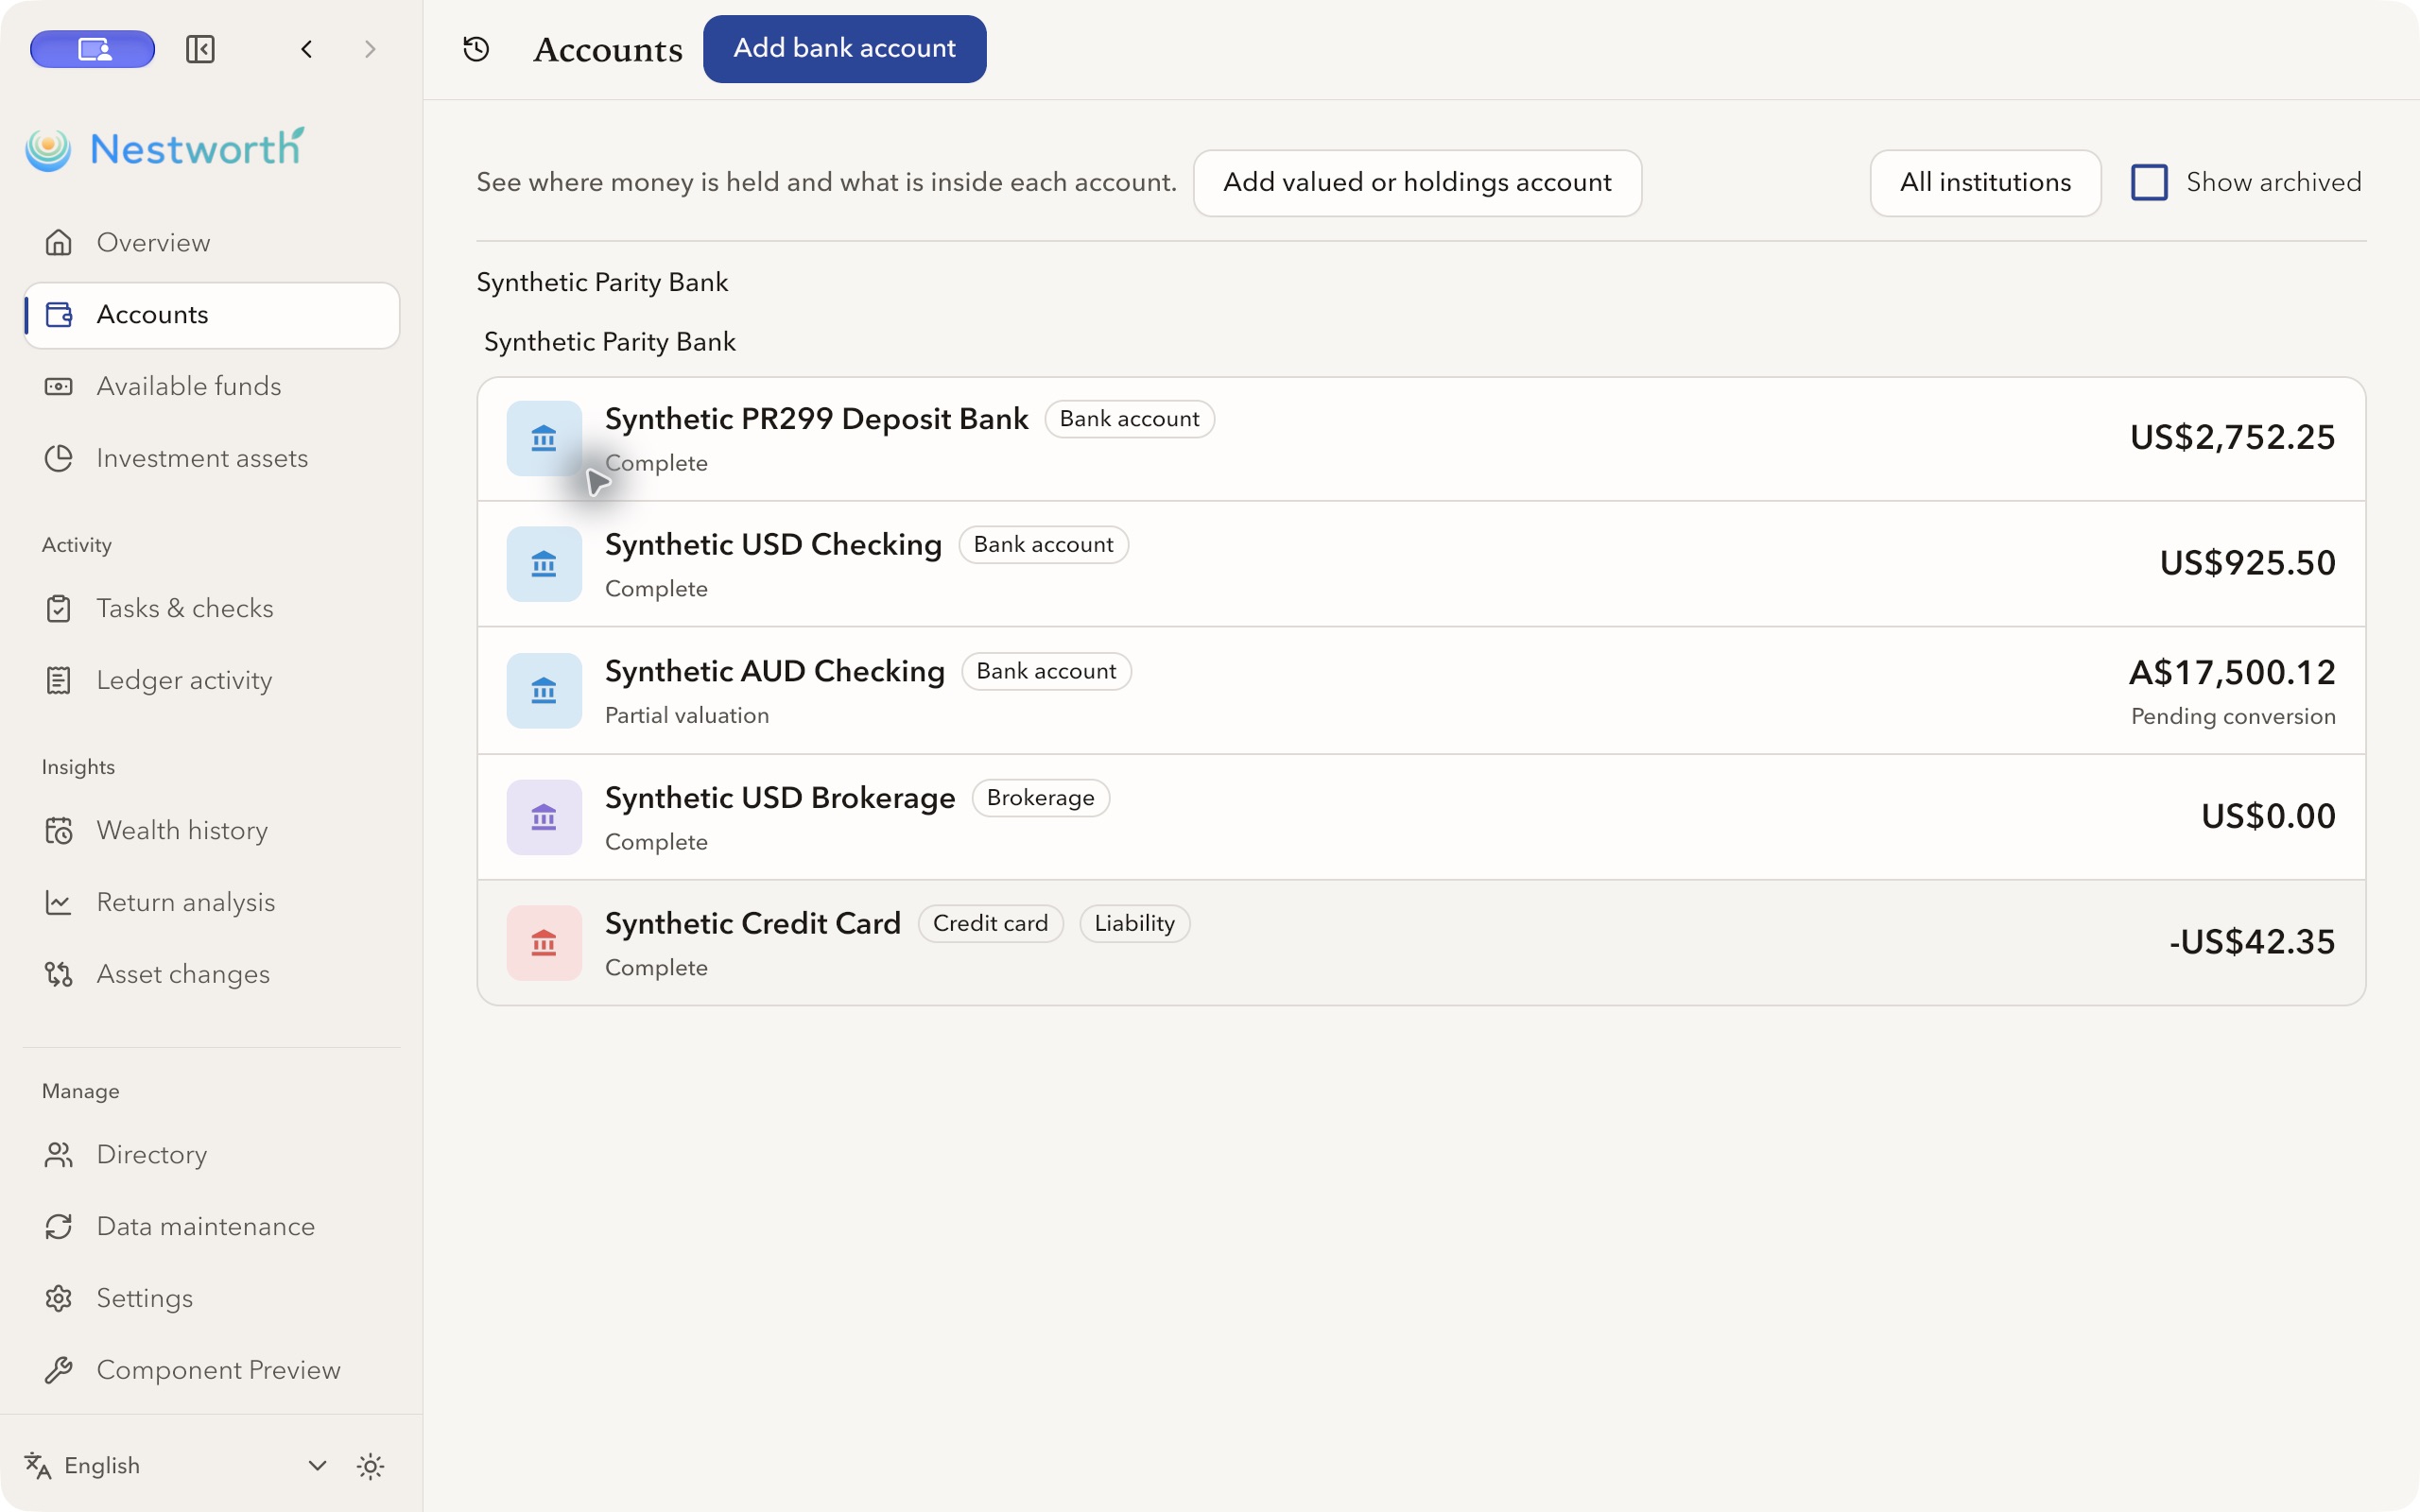 Accounts
Add bank account
Nestworth
Overview
Accounts
Available funds
Investment assets
Activity
Tasks & checks
Ledger activity
Insights
Wealth history
Return analysis
Asset changes
Manage
Directory
Data maintenance
Settings
Component Preview
English
See where money is held and what is inside each account.
Add valued or holdings account
All institutions
Show archived
Synthetic Parity Bank
Synthetic Parity Bank
Synthetic PR299 Deposit Bank Bank account
Complete
US$2,752.25
Synthetic USD Checking Bank account
Complete
US$925.50
Synthetic AUD Checking Bank account
Partial valuation
A$17,500.12
Pending conversion
Synthetic USD Brokerage Brokerage
Complete
US$0.00
Synthetic Credit Card Credit card Liability
Complete
-US$42.35